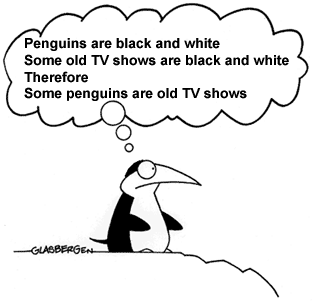 Penguins are black and white
Some old TV shows are black and white
Therefore
Some penguins are old TV shows
GLASBERGEN